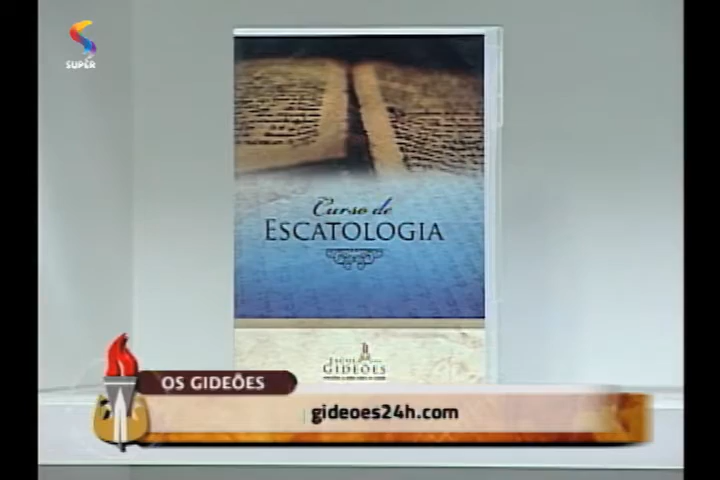 SUPER
Curso de
ESCATOLOGIA
GIDEÕES
OS GIDEÕES
gideoes24h.com